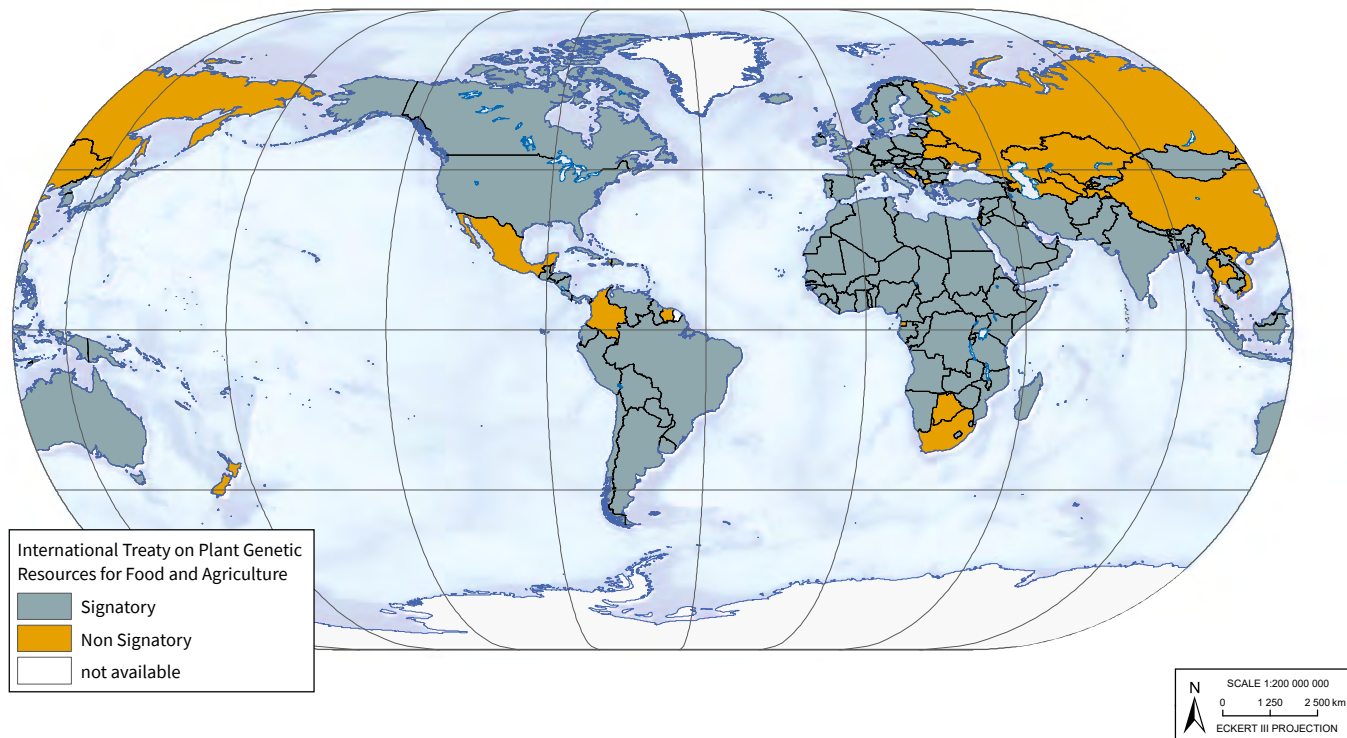 International Treaty on Plant Genetic
Resources for Food and Agriculture
Signatory
Non Signatory
not available
N
SCALE 1:200 000 000
0 1 250 2 500 km
ECKERT III PROJECTION